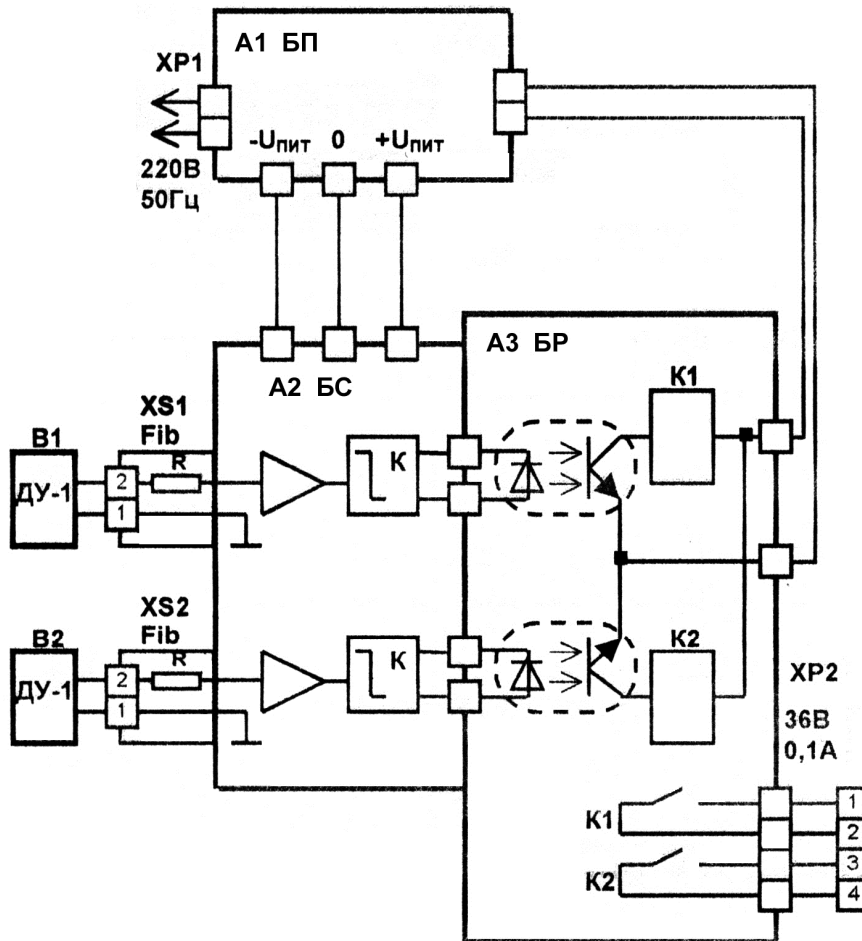 А1 БП
XP1
-Uпит 0 +Uпит
220В
50Гц
А3 БР
А2 БС
К1
XS1
Fib
В1
R
К
2
ДУ-1
1
XS2
Fib
В2
R
К
К2
2
ДУ-1
1
XP2
36В
0,1А
1
К1
2
3
К2
4